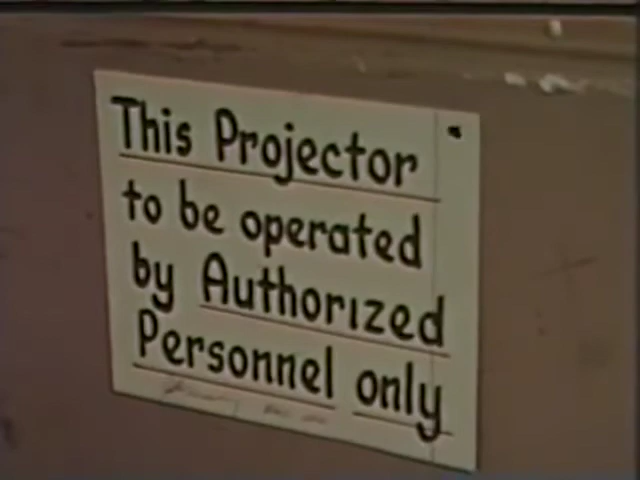 This Projector
to be operated
by Authorized
Personnel only